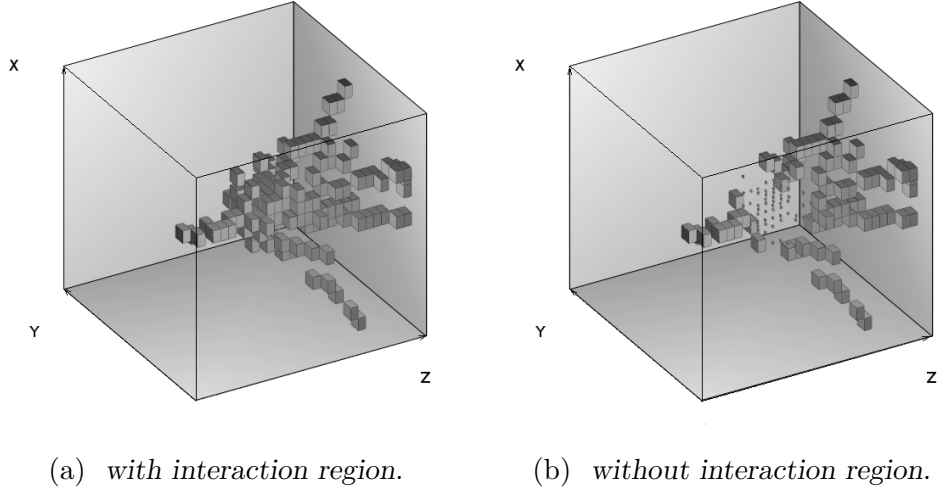 X
X
Y
Z
Y
Z
(a) with interaction region.
(b) without interaction region.